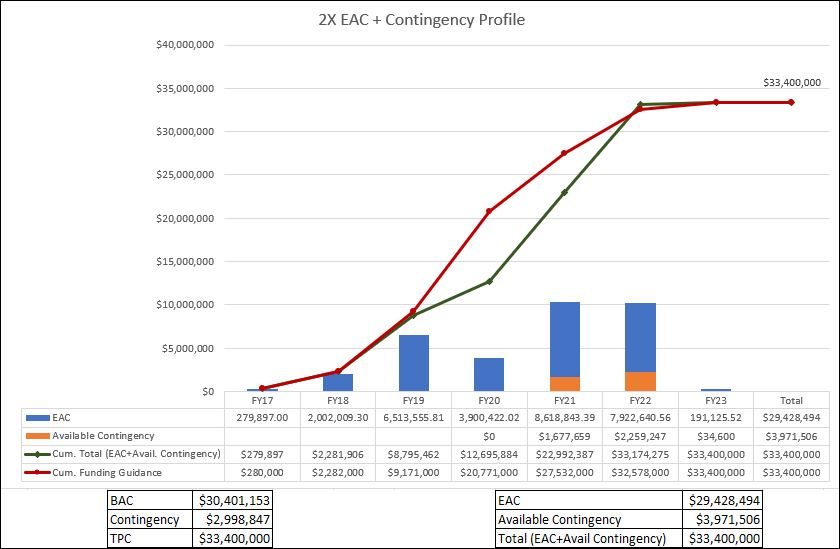 2X EAC + Contingency Profile
$40,000,000
$33,400,000
$35,000,000
$30,000,000
$25,000,000
$20,000,000
$15,000,000
$10,000,000
$5,000,000
$0
FY17 FY18 FY19 FY20 FY21 FY22 FY23 Total
EAC 279,897.00 2,002,009.30 6,513,555.81 3,900,422.02 8,618,843.39 7,922,640.56 191,125.52 $29,428,494
Available Contingency $0 $1,677,659 $2,259,247 $34,600 $3,971,506
Cum. Total (EAC+Avail. Contingency) $279,897 $2,281,906 $8,795,462 $12,695,884 $22,992,387 $33,174,275 $33,400,000 $33,400,000
Cum. Funding Guidance $280,000 $2,282,000 $9,171,000 $20,771,000 $27,532,000 $32,578,000 $33,400,000 $33,400,000
BAC $30,401,153 EAC $29,428,494
Contingency $2,998,847 Available Contingency $3,971,506
TPC $33,400,000 Total (EAC+Avail Contingency) $33,400,000